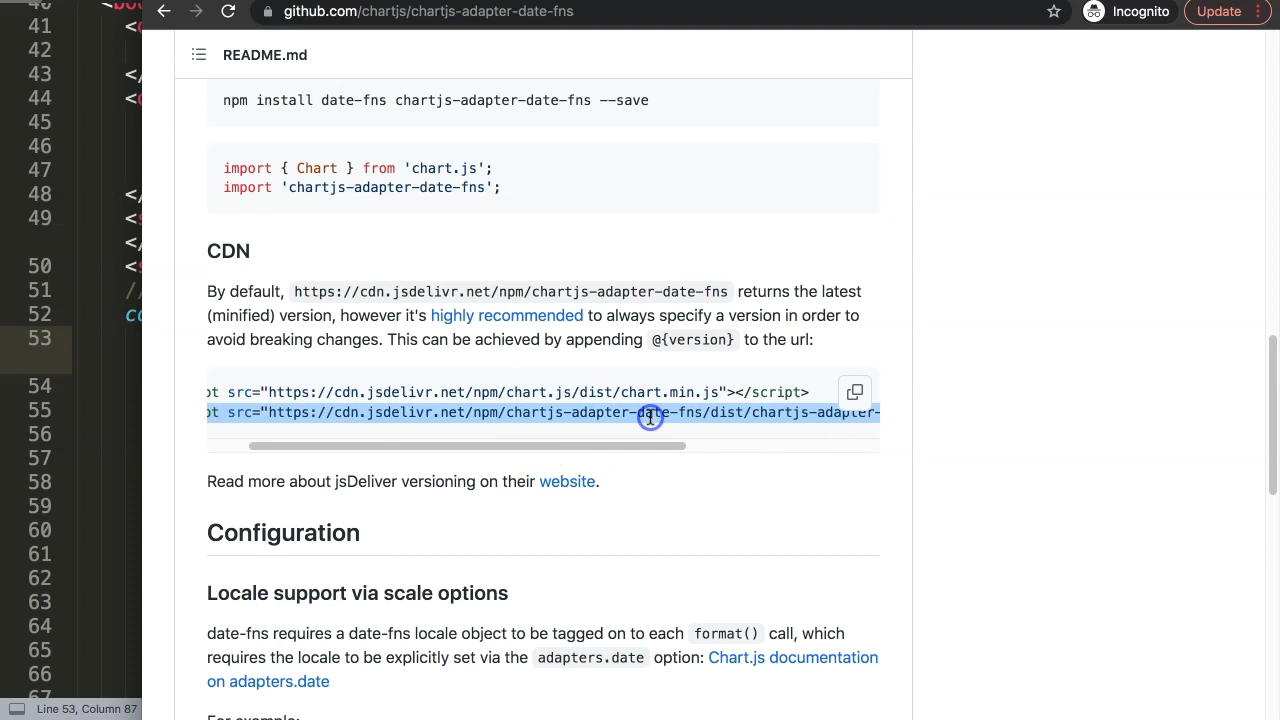 github.com/chartjs/chartjs-adapter-date-fns
Incognito
Update
README.md
npm install date-fns chartjs-adapter-date-fns --save
import { Chart } from 'chart.js';
import 'chartjs-adapter-date-fns';
CDN
By default, https://cdn.jsdelivr.net/npm/chartjs-adapter-date-fns returns the latest
(minified) version, however it's highly recommended to always specify a version in order to
avoid breaking changes. This can be achieved by appending @{version} to the url:
pt src="https://cdn.jsdelivr.net/npm/chart.js/dist/chart.min.js"></script>
pt src="https://cdn.jsdelivr.net/npm/chartjs-adapter-date-fns/dist/chartjs-adapter-
Read more about jsDeliver versioning on their website.
Configuration
Locale support via scale options
date-fns requires a date-fns locale object to be tagged on to each format() call, which
requires the locale to be explicitly set via the adapters.date option: Chart.js documentation
on adapters.date
For example:
41
42
43 </
44
45
46
47
48 </
49 <s
</
50 <s
51 //
52
53
54
55
56
57
58
59
60
61
62
63
64
65
66
67
Line 53, Column 87